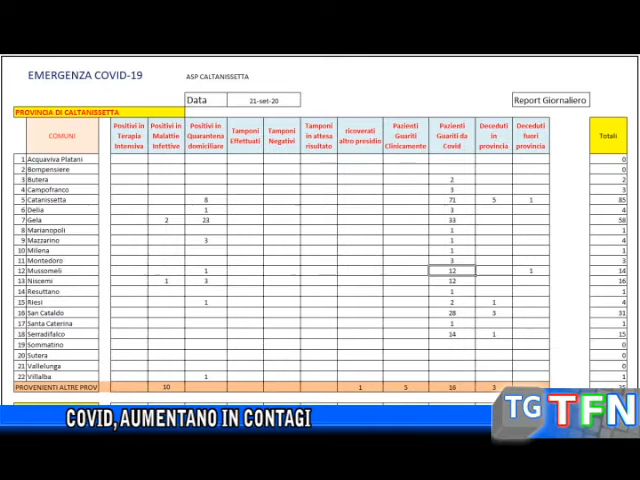 EMERGENZA COVID-19 ASP CALTANISSETTA
Data 21-set-20 Report Giornaliero
PROVINCIA DI CALTANISSETTA
COMUNI Positivi in Terapia Intensiva Positivi in Malattie Infettive Positivi in Quarantena domiciliare Tamponi Effettuati Tamponi Negativi Tamponi in attesa risultato ricoverati altro presidio Pazienti Guariti Clinicamente Pazienti Guariti da Covid Deceduti in provincia Deceduti fuori provincia Totali
1 Acquaviva Platani 0
2 Bompensiere 0
3 Butera 2 2
4 Campofranco 3 3
5 Catanissetta 8 71 5 1 85
6 Delia 1 3 4
7 Gela 2 23 33 58
8 Marianopoli 1 1
9 Mazzarino 3 1 4
10 Milena 1 1
11 Montedoro 3 3
12 Mussomeli 1 12 1 14
13 Niscemi 1 3 12 16
14 Resuttano 1 1
15 Riesi 1 2 1 4
16 San Cataldo 28 3 31
17 Santa Caterina 1 1
18 Serradifalco 14 1 15
19 Sommatino 0
20 Sutera 0
21 Vallelunga 0
22 Villalba 1 1
PROVENIENTI ALTRE PROV 10 1 5 16 3
COVID, AUMENTANO IN CONTAGI
TG TFN